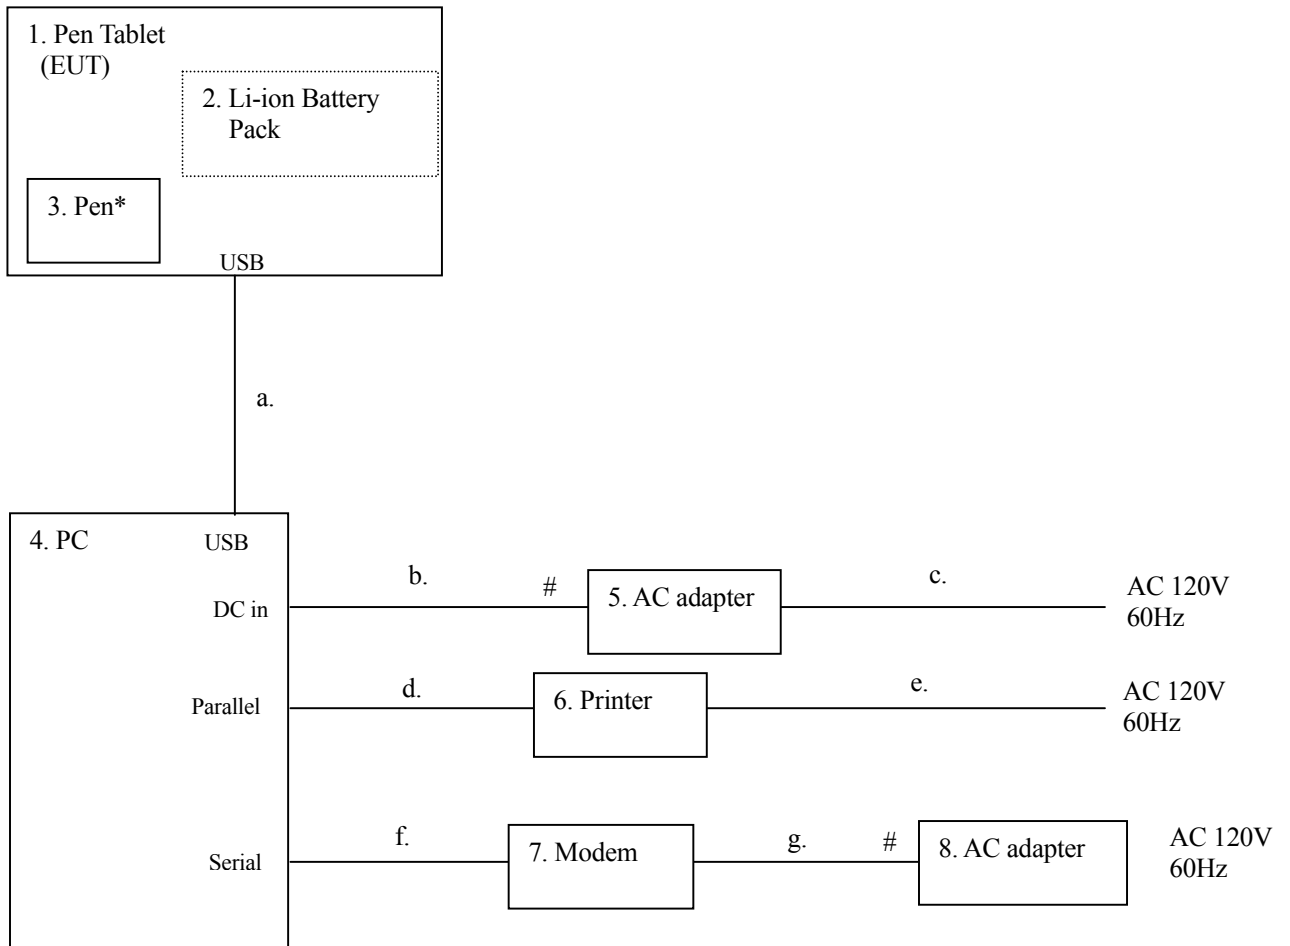 1. Pen Tablet
(EUT)
2. Li-ion Battery
Pack
3. Pen*
USB
a.
4. PC
USB
DC in
b.
#
5. AC adapter
c.
AC 120V
60Hz
Parallel
d.
6. Printer
e.
AC 120V
60Hz
Serial
f.
7. Modem
g.
#
8. AC adapter
AC 120V
60Hz